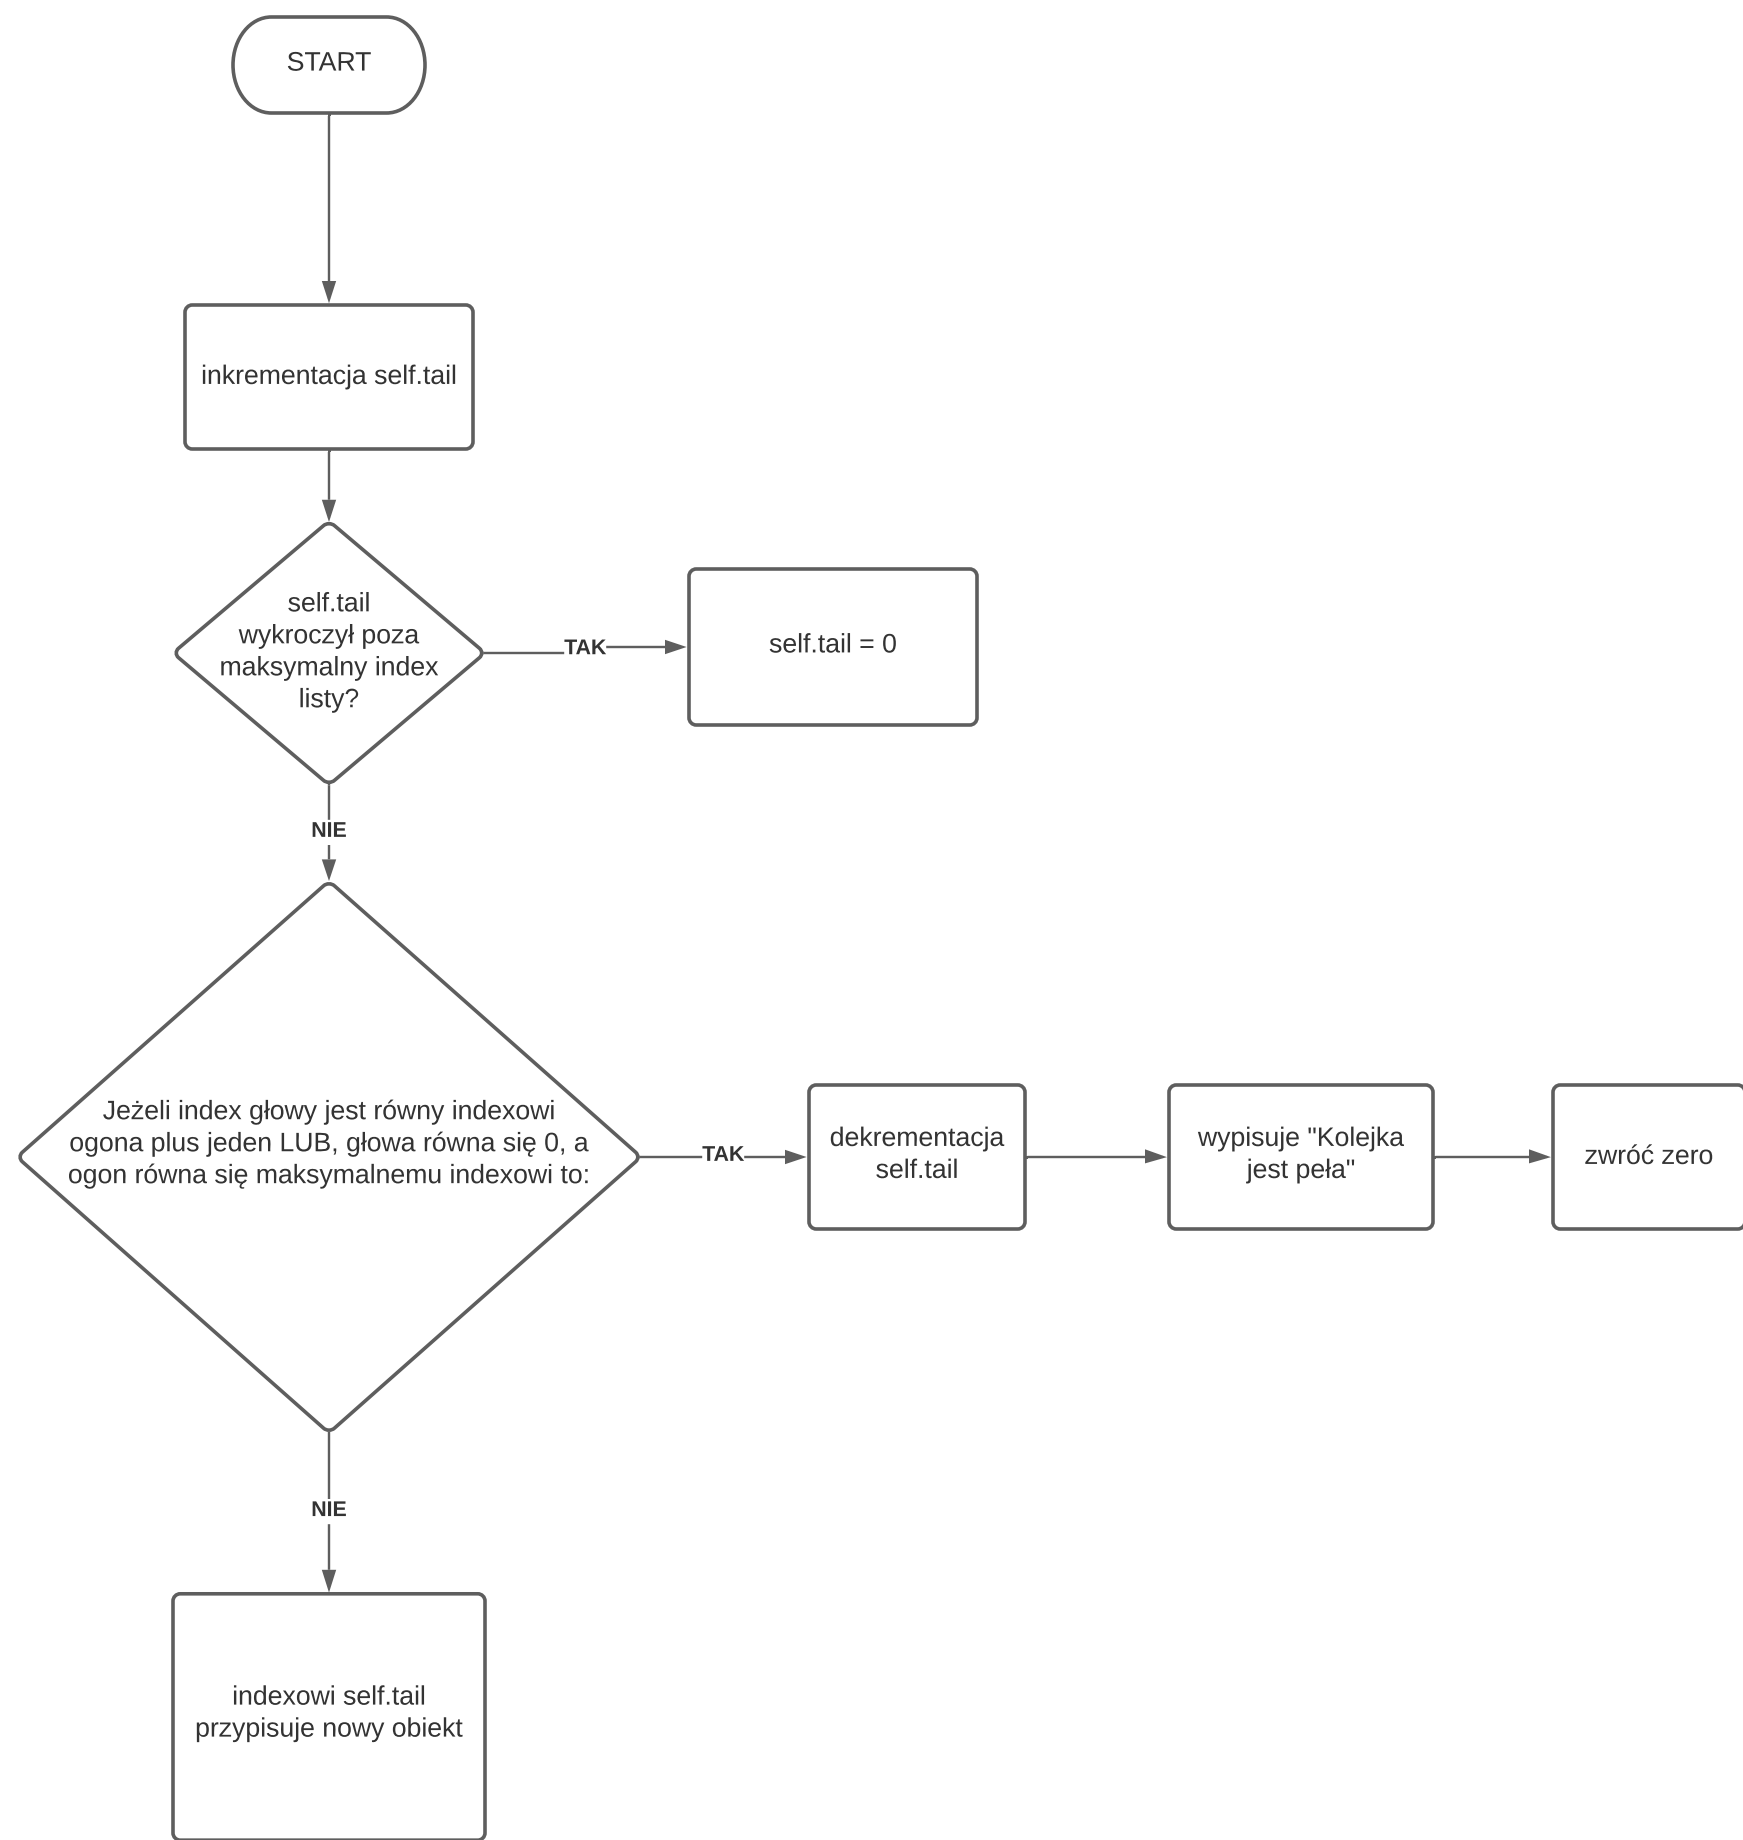 START
inkrementacja self.tail
self.tail
wykroczył poza
maksymalny index
listy?
TAK
self.tail = 0
NIE
Jeżeli index głowy jest równy indexowi
ogona plus jeden LUB, głowa równa się 0, a
ogon równa się maksymalnemu indexowi to:
TAK
dekrementacja
self.tail
wypisuje "Kolejka
jest peła"
zwróć zero
NIE
indexowi self.tail
przypisuje nowy obiekt